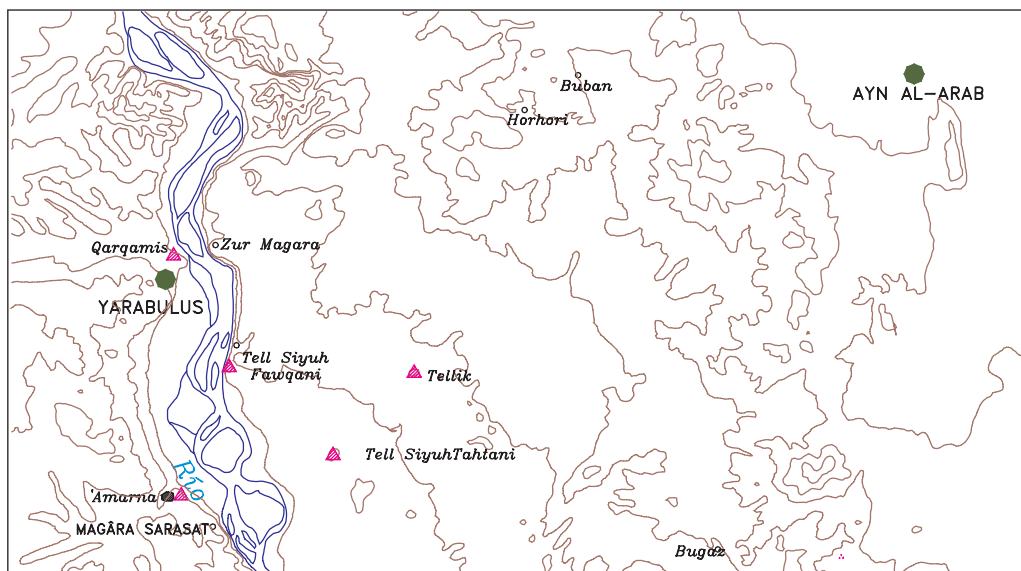 Buban
AYN AL-ARAB
Horhori
Qarqamis
Zur Magara
YARABULUS
Tell Siyuh
Fawqani
Tellik
Tell SiyuhTahtani
Río
'Amarna
MAGÂRA SARASAT
Bugaz